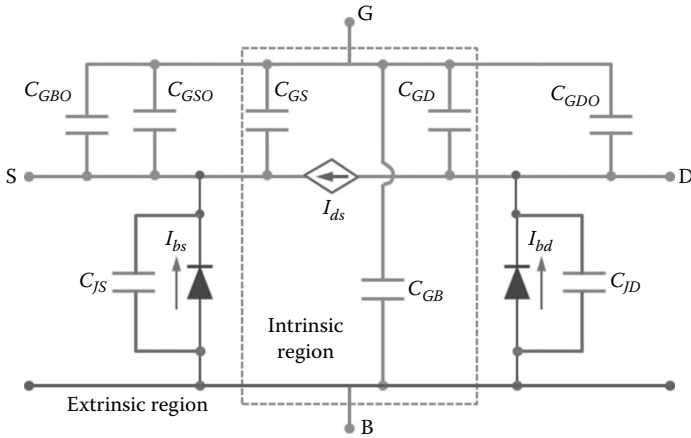 G
C_GBO
C_GSO
C_GS
C_GD
C_GDO
S
D
I_ds
I_bs
I_bd
C_JS
C_GB
C_JD
Intrinsic
region
Extrinsic region
B